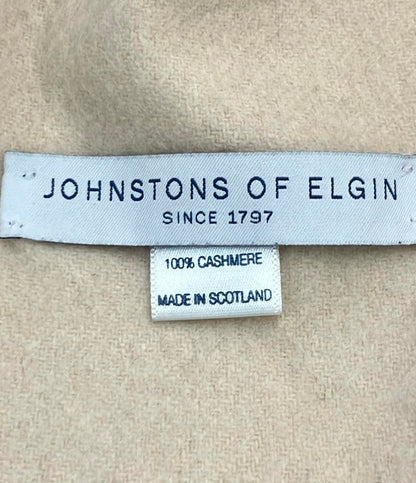 JOHNSTONS OF ELGIN
SINCE 1797
100% CASHMERE
MADE IN SCOTLAND